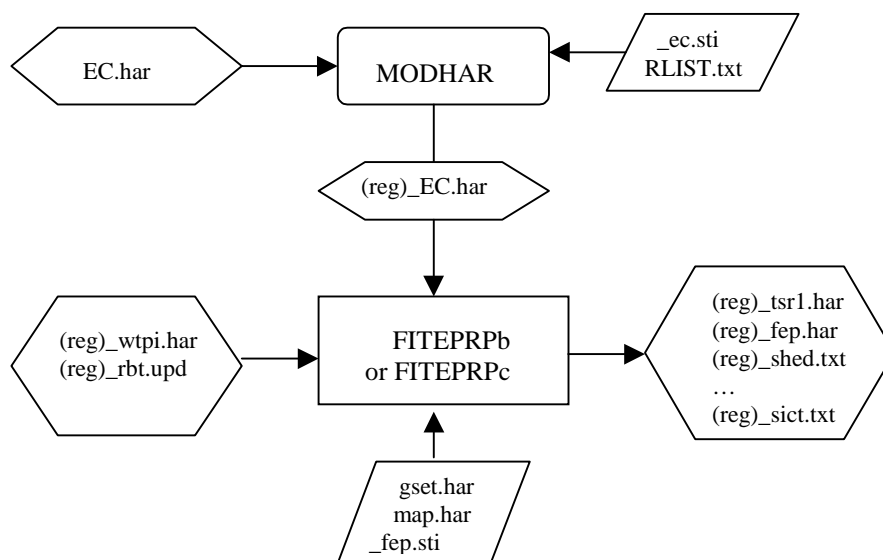 EC.har
MODHAR
_ec.sti
RLIST.txt
(reg)_EC.har
(reg)_wtpi.har
(reg)_rbt.upd
FITEPRPb
or FITEPRPc
(reg)_tsr1.har
(reg)_fep.har
(reg)_shed.txt
…
(reg)_sict.txt
gset.har
map.har
_fep.sti